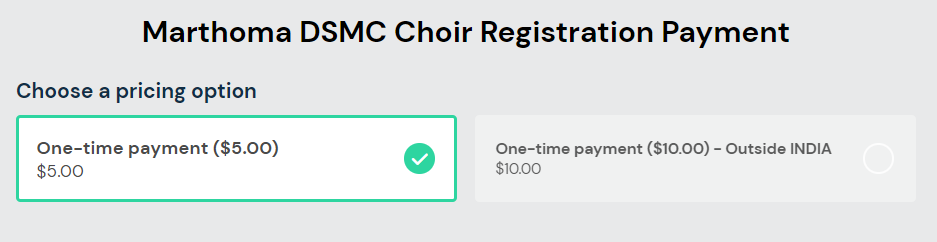 Marthoma DSMC Choir Registration Payment
Choose a pricing option
One-time payment ($5.00)
$5.00
One-time payment ($10.00) - Outside INDIA
$10.00